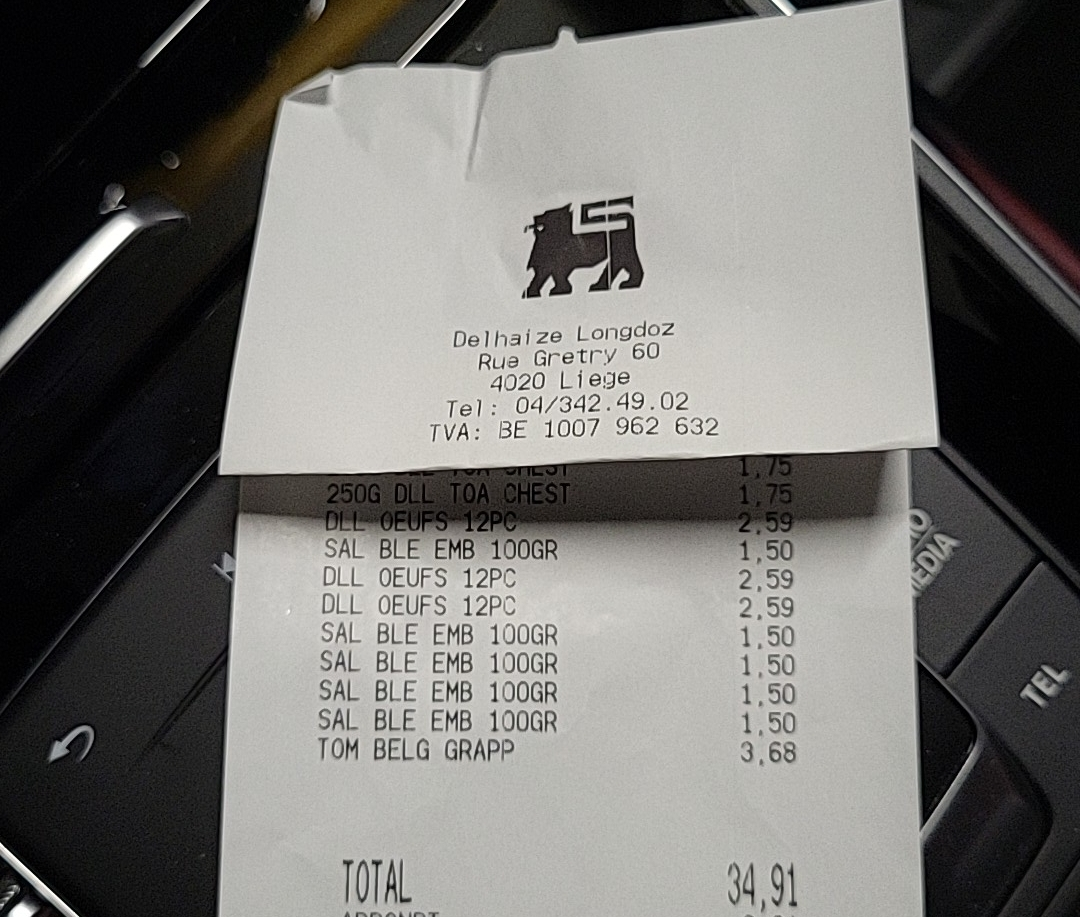 Delhaize Longdoz
Rue Gretry 60
4020 Liege
Tel: 04/342.49.02
TVA: BE 1007 962 632
TOA CHEST 1,75
250G DLL TOA CHEST 1,75
DLL OEUFS 12PC 2,59
SAL BLE EMB 100GR 1,50
DLL OEUFS 12PC 2,59
DLL OEUFS 12PC 2,59
SAL BLE EMB 100GR 1,50
SAL BLE EMB 100GR 1,50
SAL BLE EMB 100GR 1,50
SAL BLE EMB 100GR 1,50
TOM BELG GRAPP 3,68
TOTAL 34,91
TEL